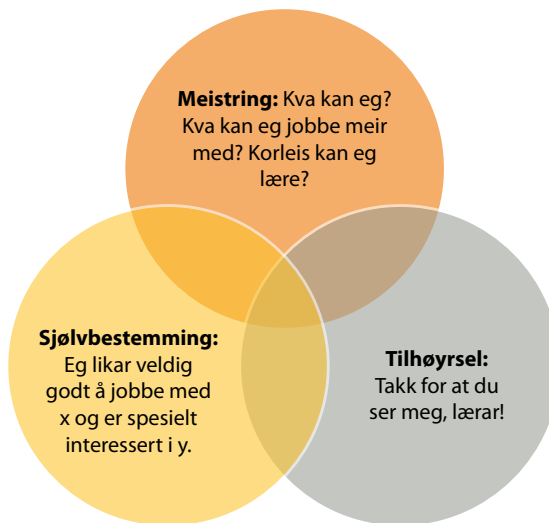 Meistring: Kva kan eg?
Kva kan eg jobbe meir
med? Korleis kan eg
lære?
Sjølvbestemming:
Eg likar veldig
godt å jobbe med
x og er spesielt
interessert i y.
Tilhøyrsel:
Takk for at du
ser meg, lærar!